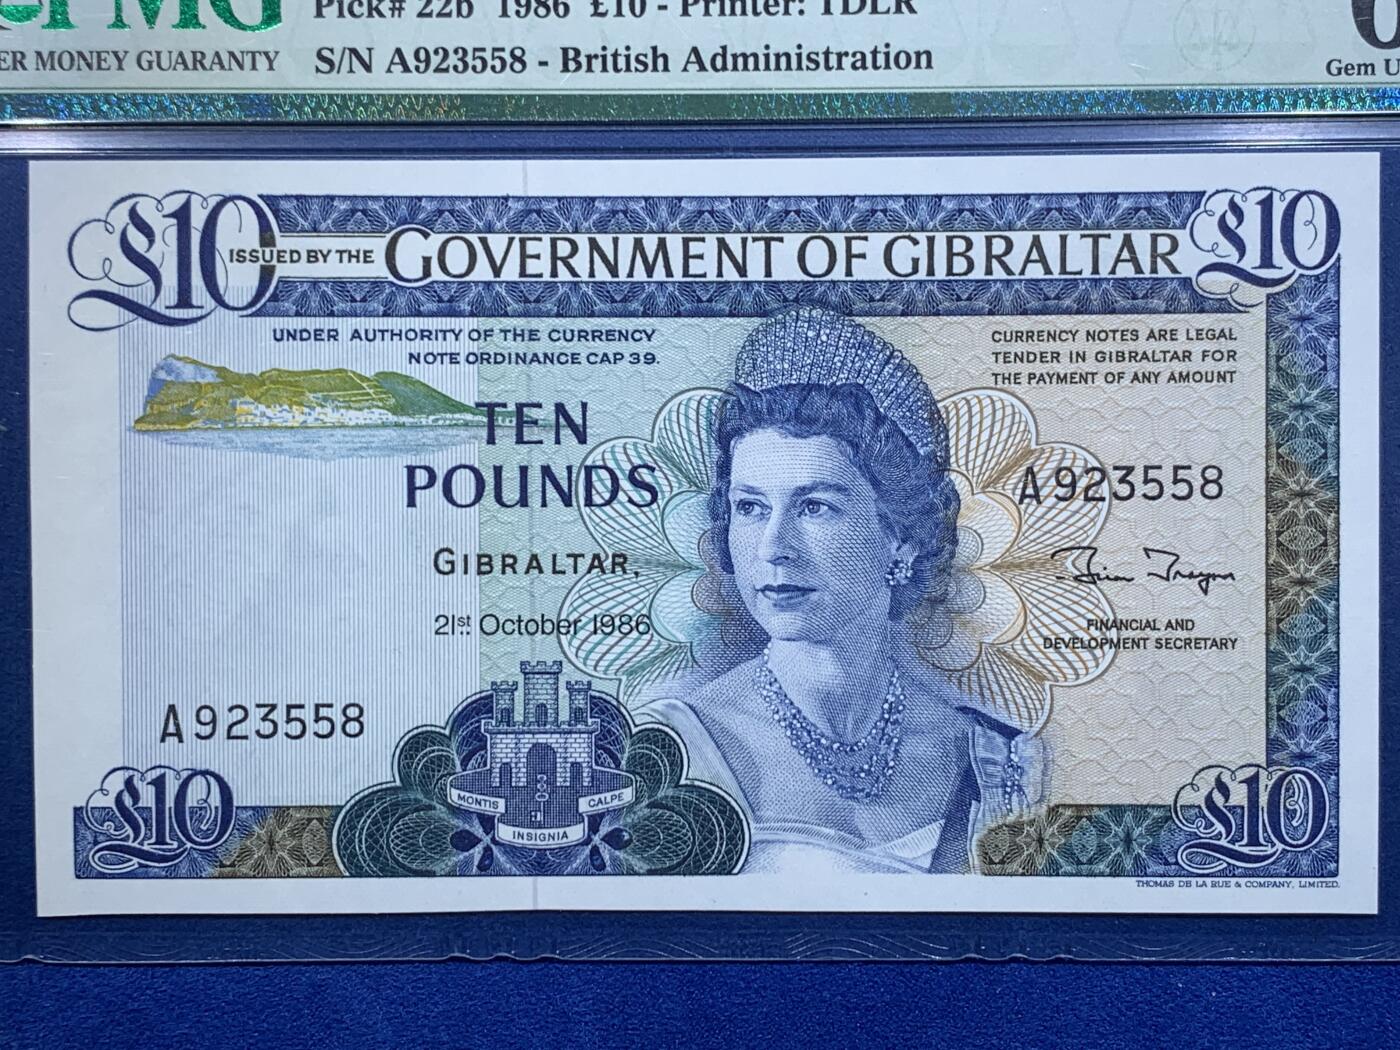 PMG
Pick# 22b 1986 £10 - Printer: TDLR
ER MONEY GUARANTY
S/N A923558 - British Administration
Gem U
£10
ISSUED BY THE GOVERNMENT OF GIBRALTAR
£10
UNDER AUTHORITY OF THE CURRENCY
NOTE ORDINANCE CAP 39.
CURRENCY NOTES ARE LEGAL
TENDER IN GIBRALTAR FOR
THE PAYMENT OF ANY AMOUNT
TEN
POUNDS
A923558
GIBRALTAR,
21st October 1986
Brian Traynor
FINANCIAL AND
DEVELOPMENT SECRETARY
A923558
MONTIS
CALPE
INSIGNIA
£10
£10
THOMAS DE LA RUE & COMPANY, LIMITED.